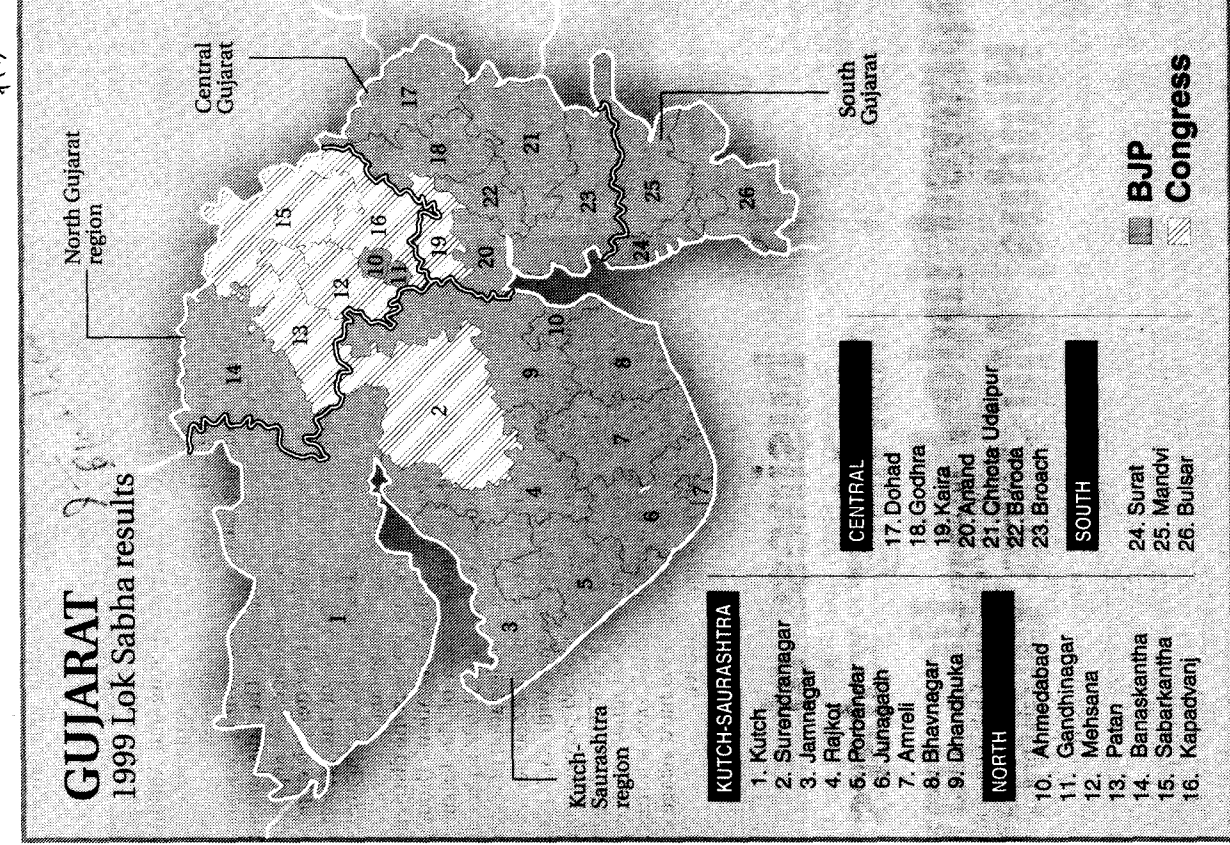 GUJARAT
1999 Lok Sabha results
North Gujarat
region
Central
Gujarat
Kutch-
Saurashtra
region
South
Gujarat
1
2
3
4
5
6
7
17
8
9
10
14
13
12
15
16
10
11
19
20
22
18
17
21
23
24
25
26
KUTCH-SAURASHTRA
1. Kutch
2. Surendranagar
3. Jamnagar
4. Rajkot
5. Porbandar
6. Junagadh
7. Amreli
8. Bhavnagar
9. Dhandhuka
NORTH
10. Ahmedabad
11. Gandhinagar
12. Mehsana
13. Patan
14. Banaskantha
15. Sabarkantha
16. Kapadvanj
CENTRAL
17. Dohad
18. Godhra
19. Kaira
20. Anand
21. Chhota Udaipur
22. Baroda
23. Broach
SOUTH
24. Surat
25. Mandvi
26. Bulsar
BJP
Congress